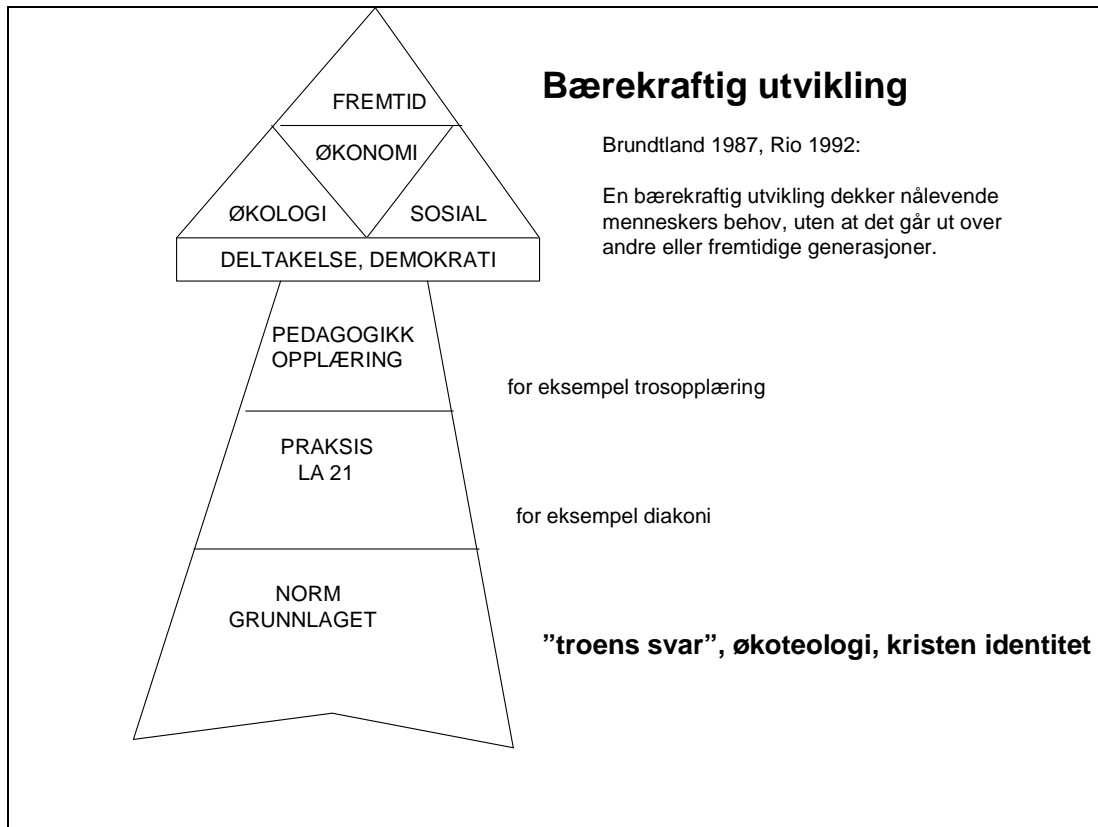 Bærekraftig utvikling
FREMTID
ØKONOMI
ØKOLOGI
SOSIAL
DELTAKELSE, DEMOKRATI
Brundtland 1987, Rio 1992:
En bærekraftig utvikling dekker nålevende
menneskers behov, uten at det går ut over
andre eller fremtidige generasjoner.
PEDAGOGIKK
OPPLÆRING
for eksempel trosopplæring
PRAKSIS
LA 21
for eksempel diakoni
NORM
GRUNNLAGET
”troens svar”, økoteologi, kristen identitet